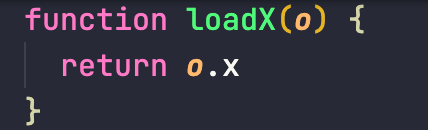 function loadX(o) {
  return o.x
}